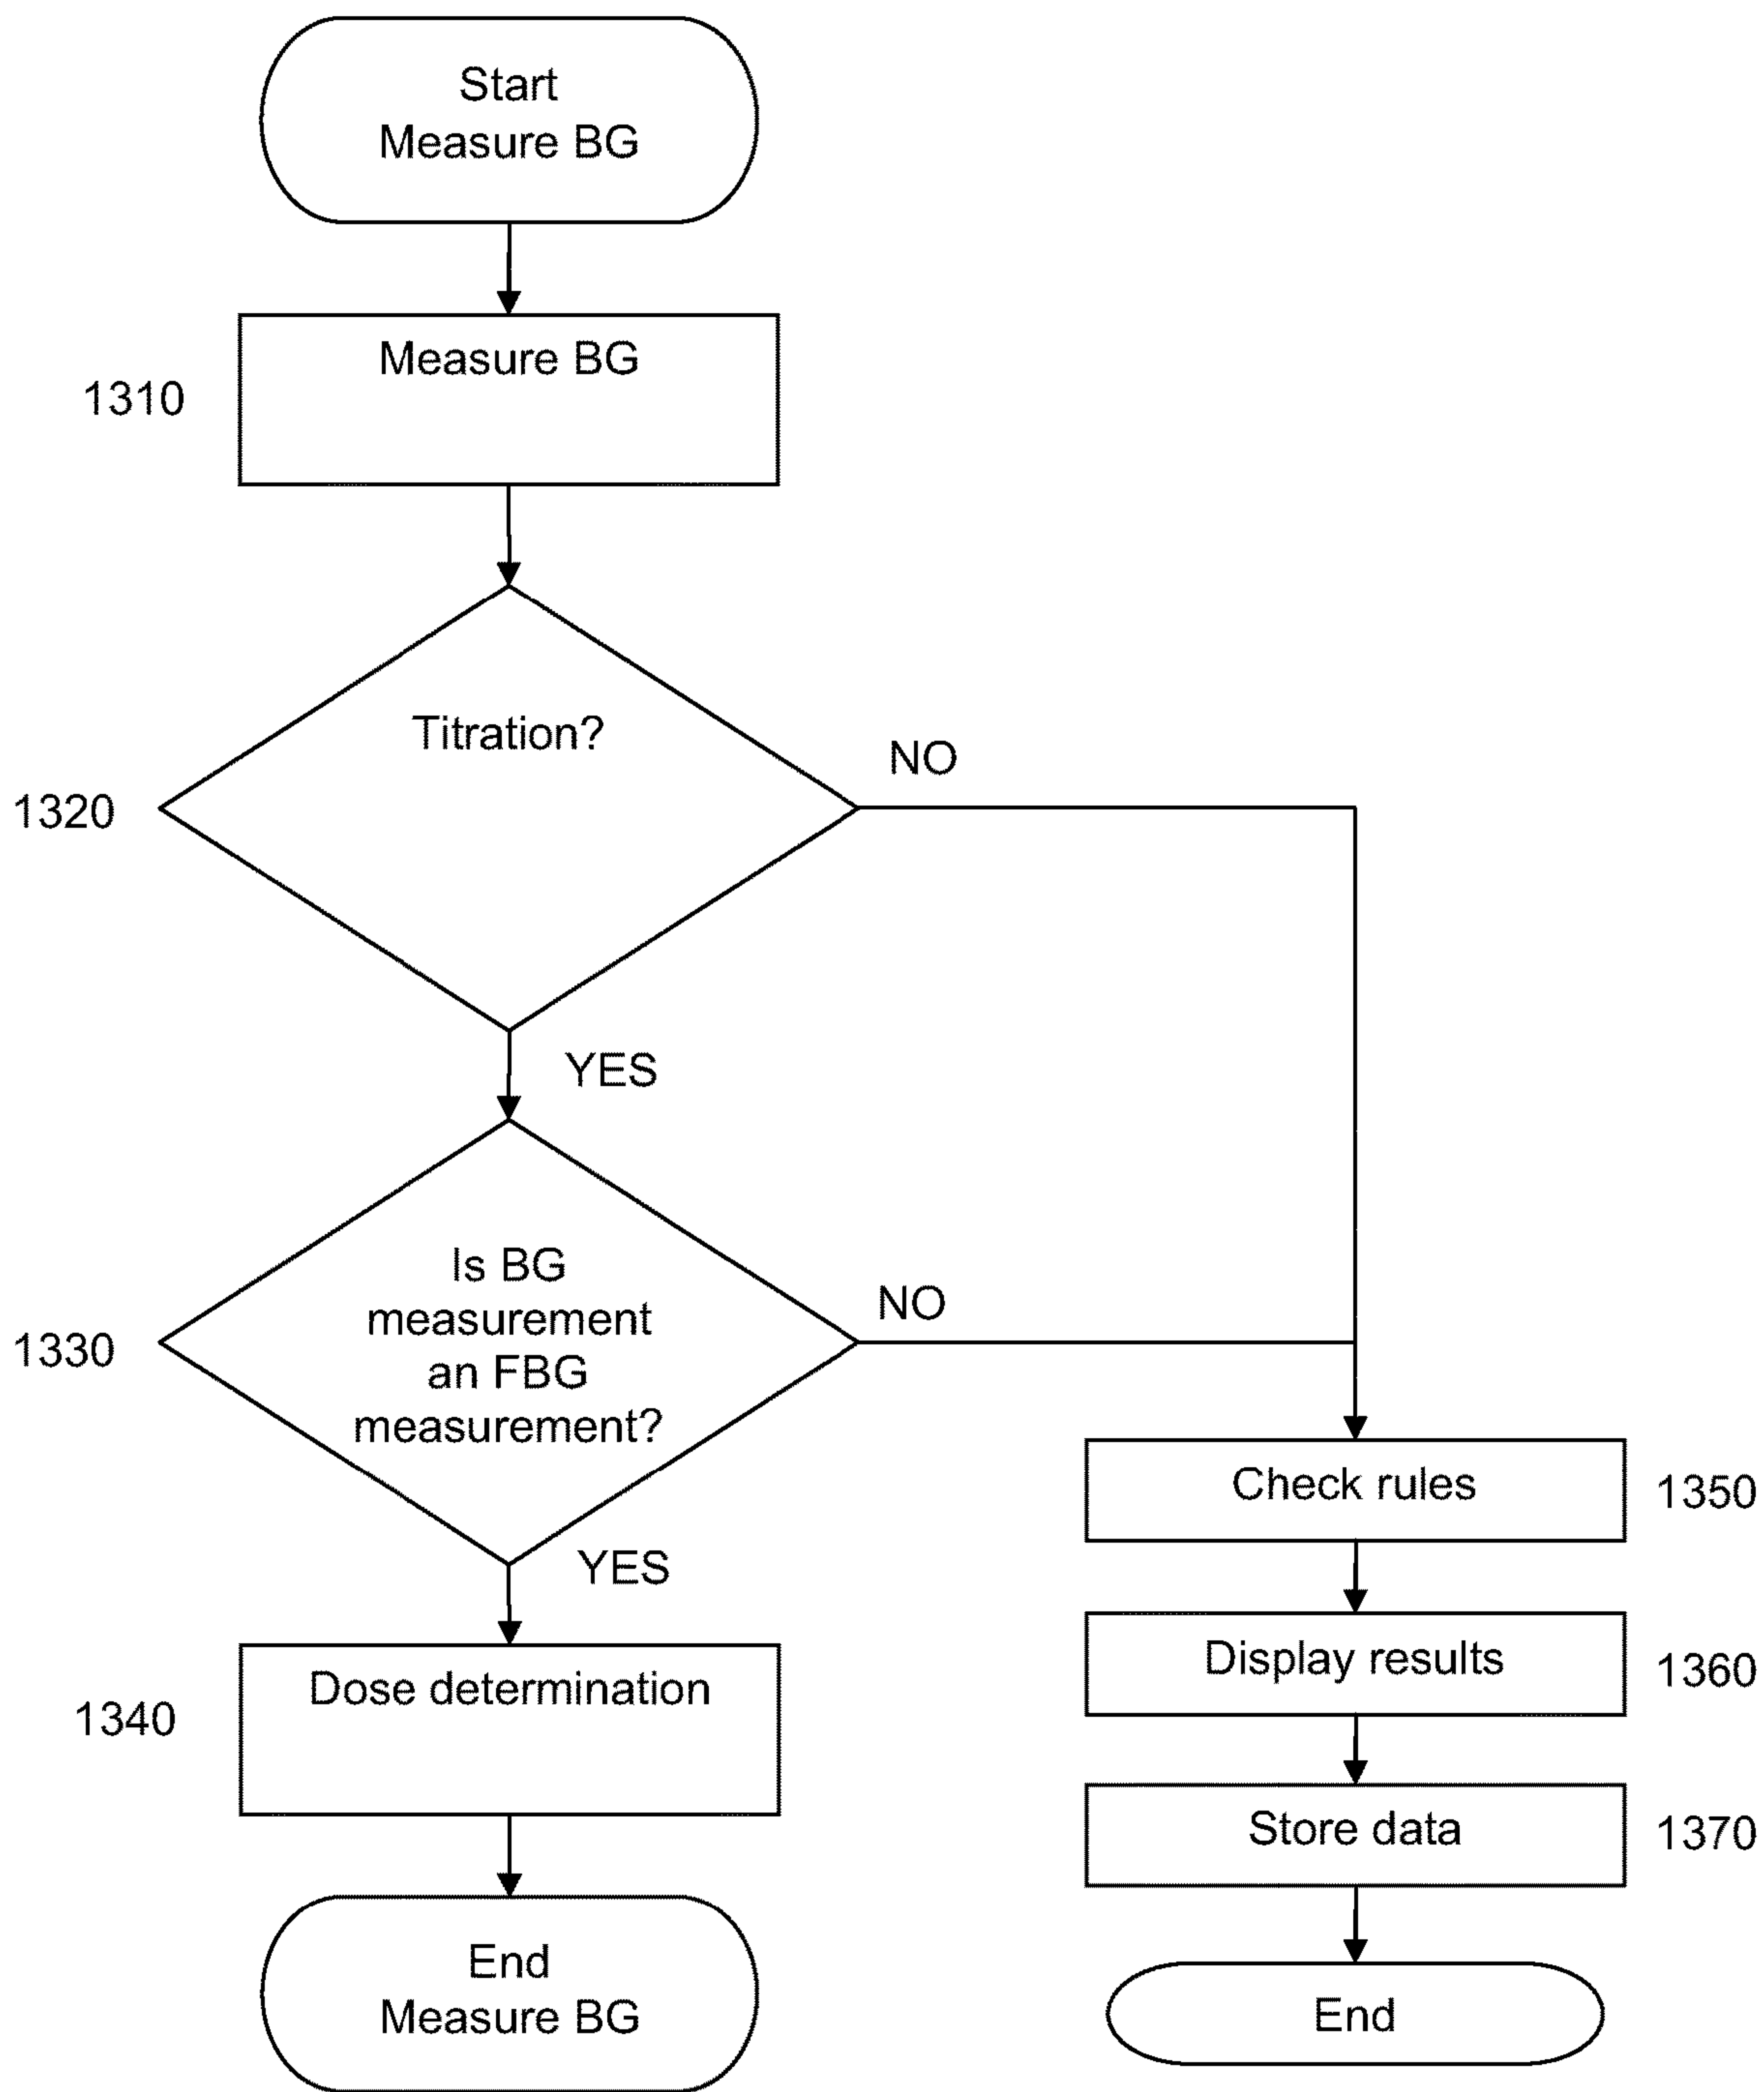 Start
Measure BG
Measure BG
1310
Titration?
NO
1320
YES
Is BG
measurement
an FBG
measurement?
NO
1330
YES
Check rules
1350
Display results
1360
Dose determination
1340
Store data
1370
End
Measure BG
End